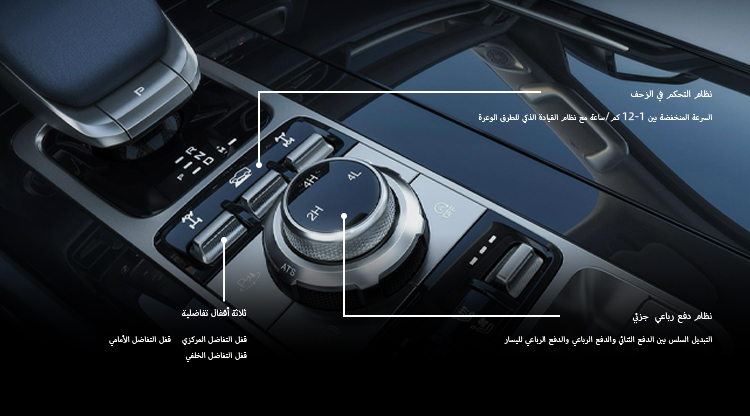 نظام التحكم في الزحف
السرعة المنخفضة بين 1-12 كم/ساعة مع نظام القيادة الذكي للطرق الوعرة
P
R
N
P D
4H 4L
2H
OFF
ATS
ثلاثة أقفال تفاضلية
قفل التفاضل المركزي قفل التفاضل الأمامي
قفل التفاضل الخلفي
نظام دفع رباعي جزئي
التبديل السلس بين الدفع الثنائي والدفع الرباعي والدفع الرباعي لليسار